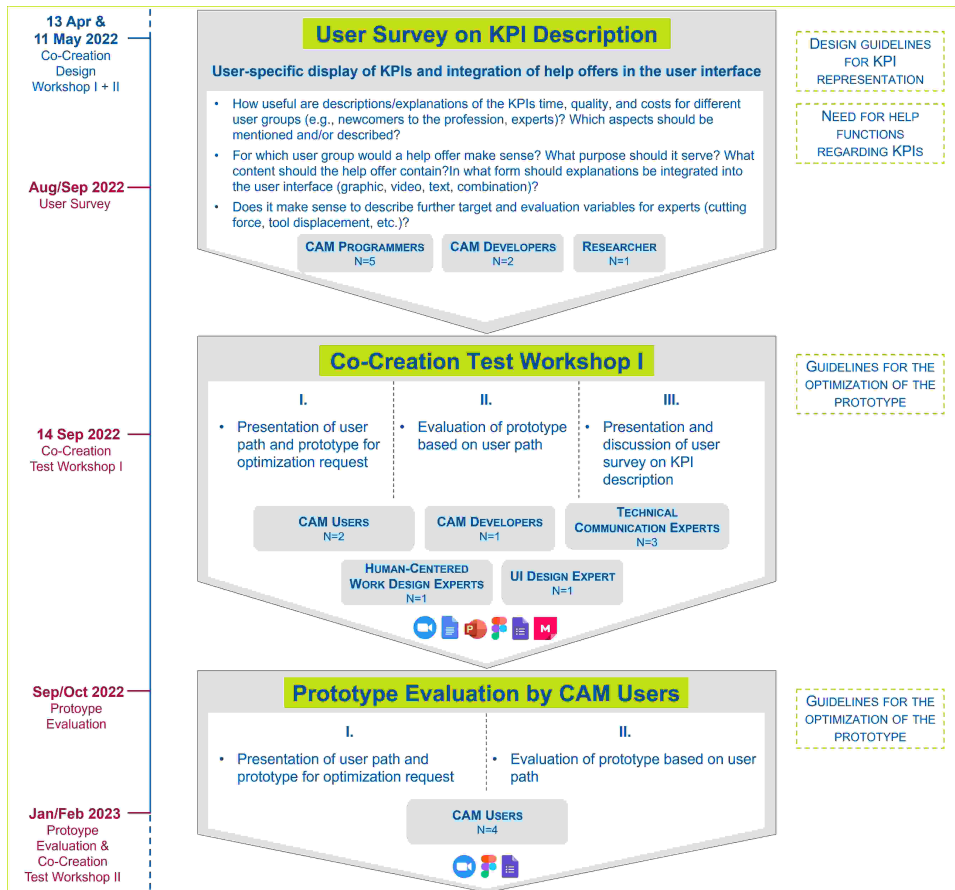 13 Apr &
11 May 2022
Co-Creation
Design
Workshop I + II
Aug/Sep 2022
User Survey
14 Sep 2022
Co-Creation
Test Workshop I
Sep/Oct 2022
Protoype
Evaluation
Jan/Feb 2023
Protoype
Evaluation &
Co-Creation
Test Workshop II
User Survey on KPI Description
User-specific display of KPIs and integration of help offers in the user interface
• How useful are descriptions/explanations of the KPIs time, quality, and costs for different
user groups (e.g., newcomers to the profession, experts)? Which aspects should be
mentioned and/or described?
• For which user group would a help offer make sense? What purpose should it serve? What
content should the help offer contain?In what form should explanations be integrated into
the user interface (graphic, video, text, combination)?
• Does it make sense to describe further target and evaluation variables for experts (cutting
force, tool displacement, etc.)?
CAM PROGRAMMERS
N=5
CAM DEVELOPERS
N=2
RESEARCHER
N=1
DESIGN GUIDELINES
FOR KPI
REPRESENTATION
NEED FOR HELP
FUNCTIONS
REGARDING KPIS
Co-Creation Test Workshop I
I.
• Presentation of user
path and prototype for
optimization request
II.
• Evaluation of prototype
based on user path
III.
• Presentation and
discussion of user
survey on KPI
description
CAM USERS
N=2
CAM DEVELOPERS
N=1
TECHNICAL
COMMUNICATION EXPERTS
N=3
HUMAN-CENTERED
WORK DESIGN EXPERTS
N=1
UI DESIGN EXPERT
N=1
P
M
GUIDELINES FOR THE
OPTIMIZATION OF THE
PROTOTYPE
Prototype Evaluation by CAM Users
I.
• Presentation of user path and
prototype for optimization request
II.
• Evaluation of prototype based on user
path
CAM USERS
N=4
GUIDELINES FOR THE
OPTIMIZATION OF THE
PROTOTYPE